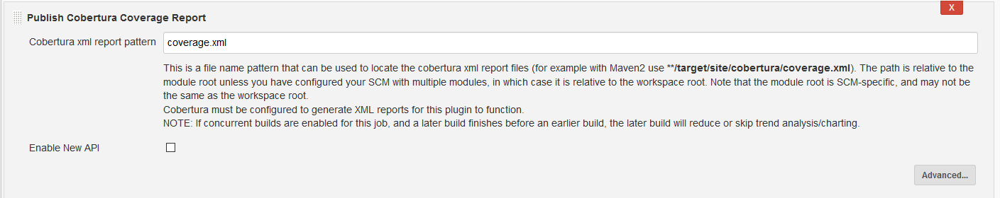 X
Publish Cobertura Coverage Report
Cobertura xml report pattern
coverage.xml
This is a file name pattern that can be used to locate the cobertura xml report files (for example with Maven2 use **/target/site/cobertura/coverage.xml). The path is relative to the
module root unless you have configured your SCM with multiple modules, in which case it is relative to the workspace root. Note that the module root is SCM-specific, and may not be
the same as the workspace root.
Cobertura must be configured to generate XML reports for this plugin to function.
NOTE: If concurrent builds are enabled for this job, and a later build finishes before an earlier build, the later build will reduce or skip trend analysis/charting.
Enable New API
Advanced...